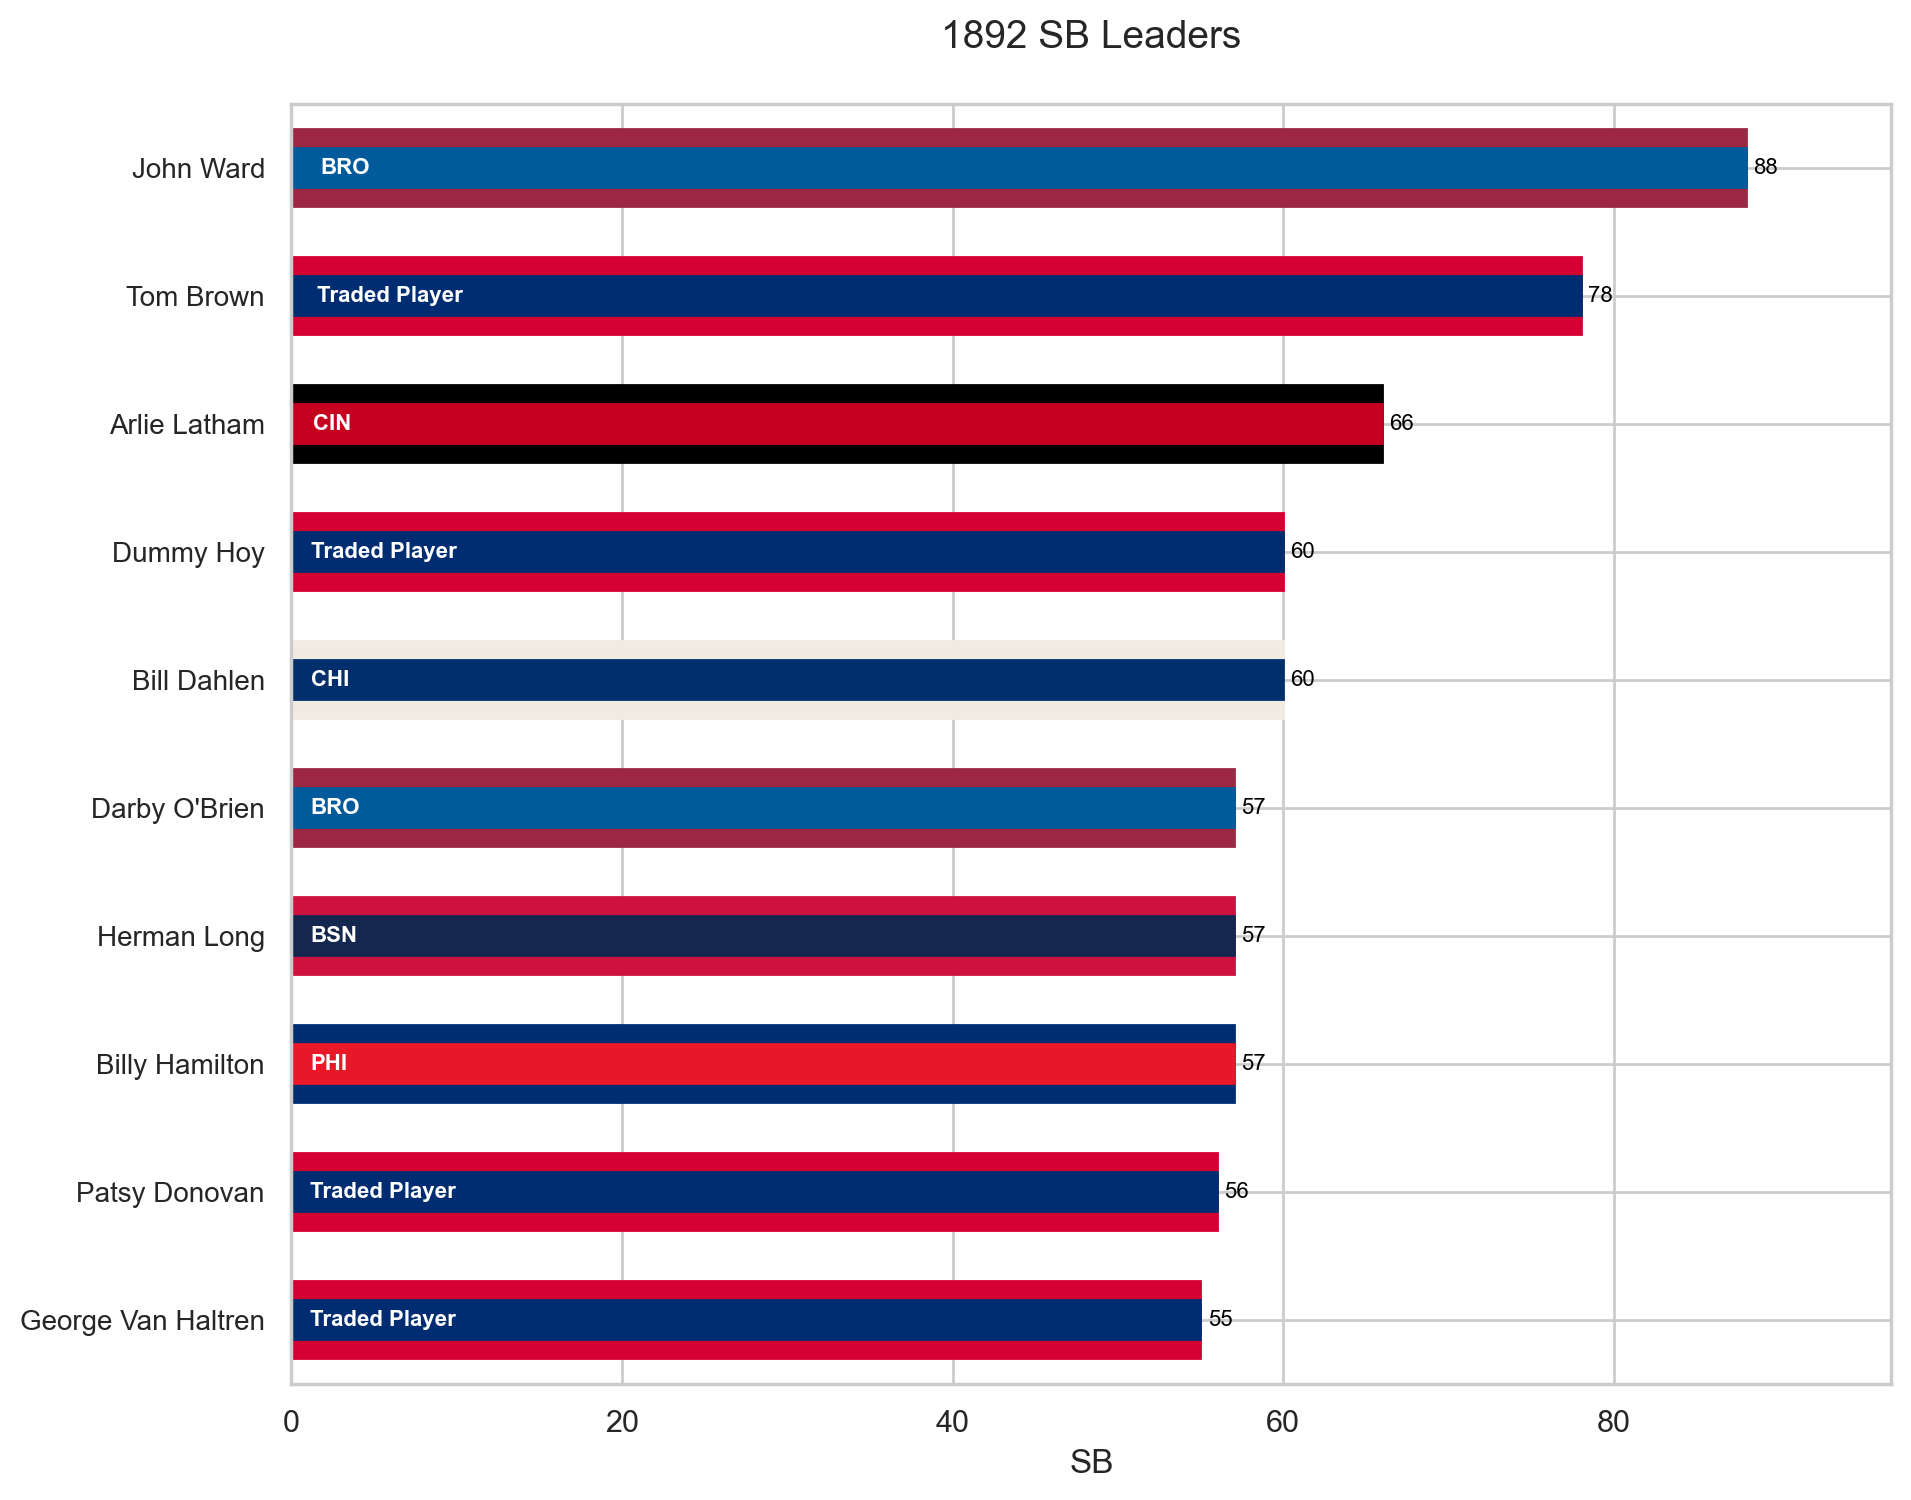 1892 SB Leaders
John Ward
BRO
88
Tom Brown
Traded Player
78
Arlie Latham
CIN
66
Dummy Hoy
Traded Player
60
Bill Dahlen
CHI
60
Darby O'Brien
BRO
57
Herman Long
BSN
57
Billy Hamilton
PHI
57
Patsy Donovan
Traded Player
56
George Van Haltren
Traded Player
55
0 20 40 60 80
SB